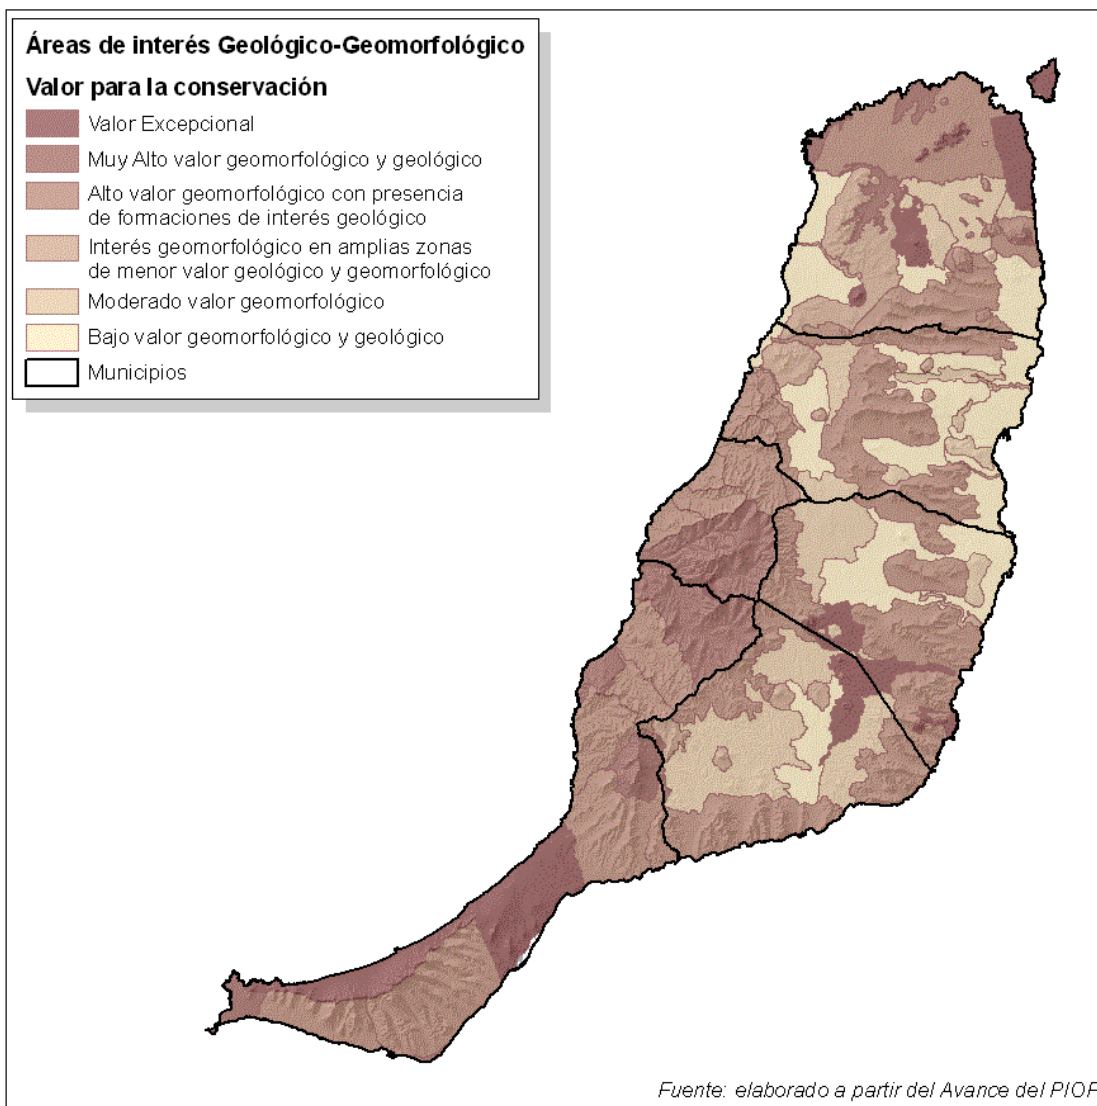 Áreas de interés Geológico-Geomorfológico
Valor para la conservación
Valor Excepcional
Muy Alto valor geomorfológico y geológico
Alto valor geomorfológico con presencia
de formaciones de interés geológico
Interés geomorfológico en amplias zonas
de menor valor geológico y geomorfológico
Moderado valor geomorfológico
Bajo valor geomorfológico y geológico
Municipios
Fuente: elaborado a partir del Avance del PIOF